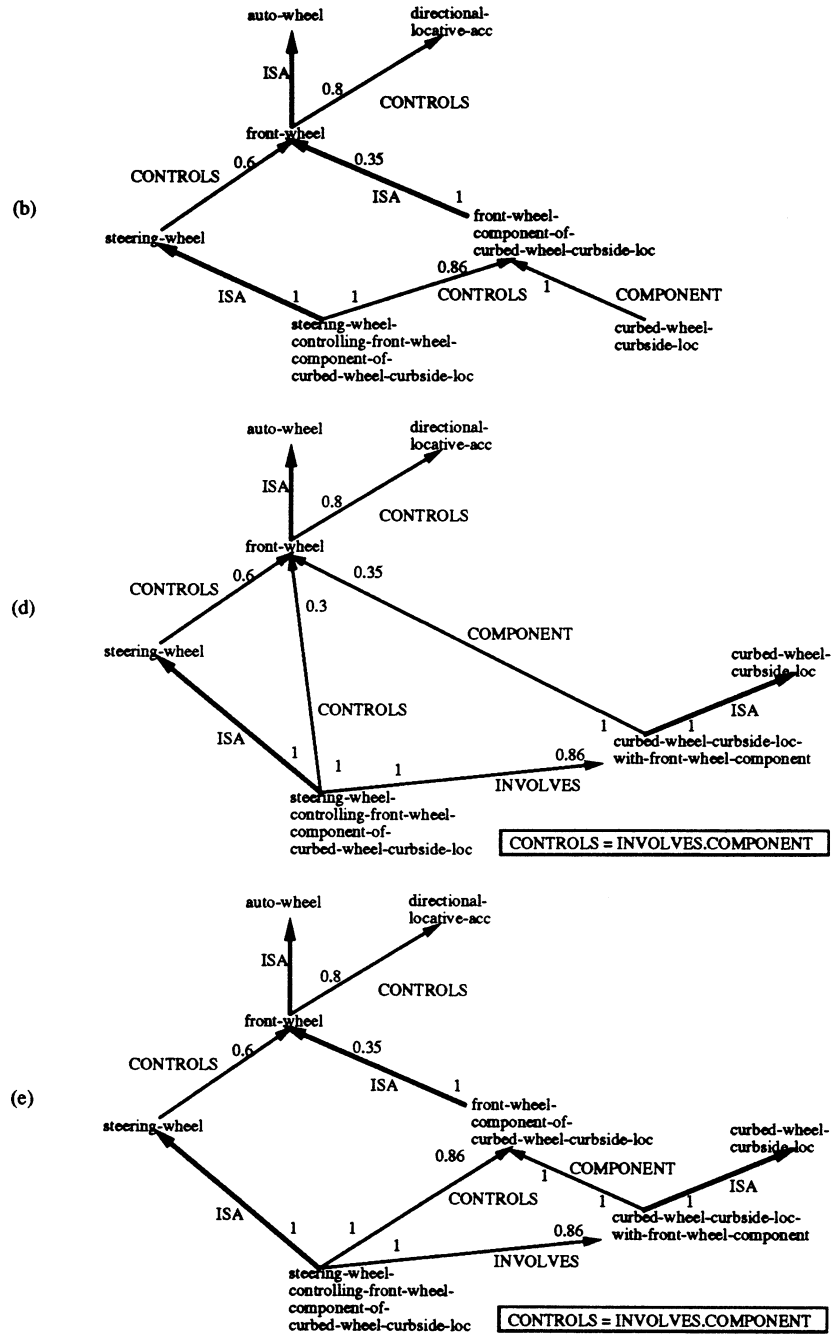 auto-wheel
directional-
locative-acc
ISA
0.8
CONTROLS
front-wheel
CONTROLS
0.6
0.35
ISA
1
(b)
steering-wheel
front-wheel-
component-of-
curbed-wheel-curbside-loc
0.86
ISA
1
1
CONTROLS
1
COMPONENT
steering-wheel-
controlling-front-wheel-
component-of-
curbed-wheel-curbside-loc
curbed-wheel-
curbside-loc
auto-wheel
directional-
locative-acc
ISA
0.8
CONTROLS
front-wheel
CONTROLS
0.6
0.35
0.3
(d)
COMPONENT
steering-wheel
curbed-wheel-
curbside-loc
CONTROLS
ISA
1
1
1
ISA
1
1
0.86
curbed-wheel-curbside-loc-
with-front-wheel-component
INVOLVES
steering-wheel-
controlling-front-wheel-
component-of-
curbed-wheel-curbside-loc
CONTROLS = INVOLVES.COMPONENT
auto-wheel
directional-
locative-acc
ISA
0.8
CONTROLS
front-wheel
CONTROLS
0.6
0.35
ISA
1
(e)
steering-wheel
front-wheel-
component-of-
curbed-wheel-curbside-loc
curbed-wheel-
curbside-loc
0.86
COMPONENT
1
CONTROLS
1
1
ISA
ISA
1
1
1
0.86
curbed-wheel-curbside-loc-
with-front-wheel-component
INVOLVES
steering-wheel-
controlling-front-wheel-
component-of-
curbed-wheel-curbside-loc
CONTROLS = INVOLVES.COMPONENT